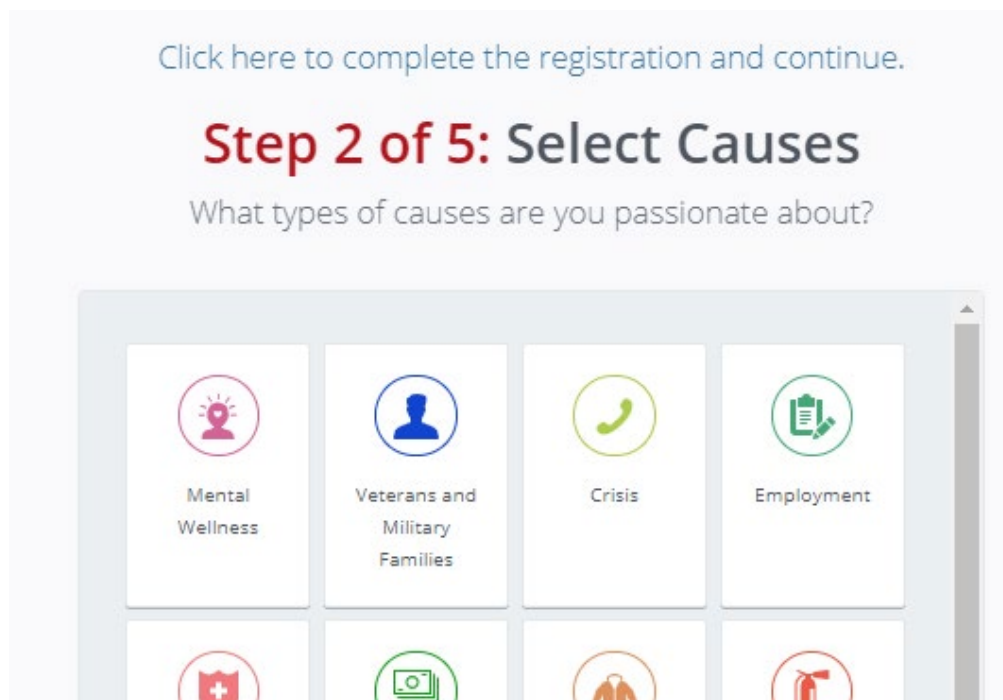 Click here to complete the registration and continue.
Step 2 of 5: Select Causes
What types of causes are you passionate about?
Mental
Wellness
Veterans and
Military
Families
Crisis
Employment